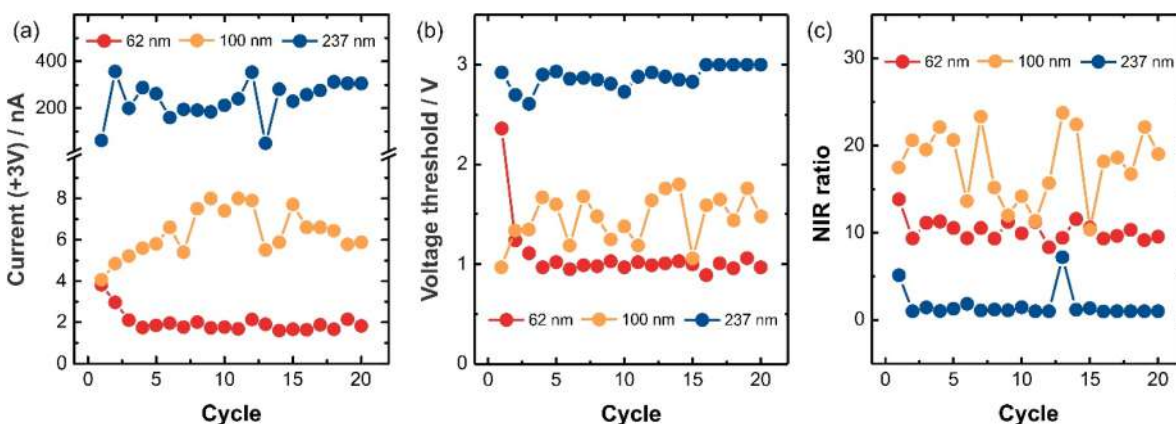 (a) 62 nm 100 nm 237 nm
400
200
8
6
4
2
0
Current (+3V) / nA
0 5 10 15 20
Cycle
(b)
3
2
1
0
Voltage threshold / V
62 nm 100 nm 237 nm
0 5 10 15 20
Cycle
(c)
30
62 nm 100 nm 237 nm
20
10
0
NIR ratio
0 5 10 15 20
Cycle